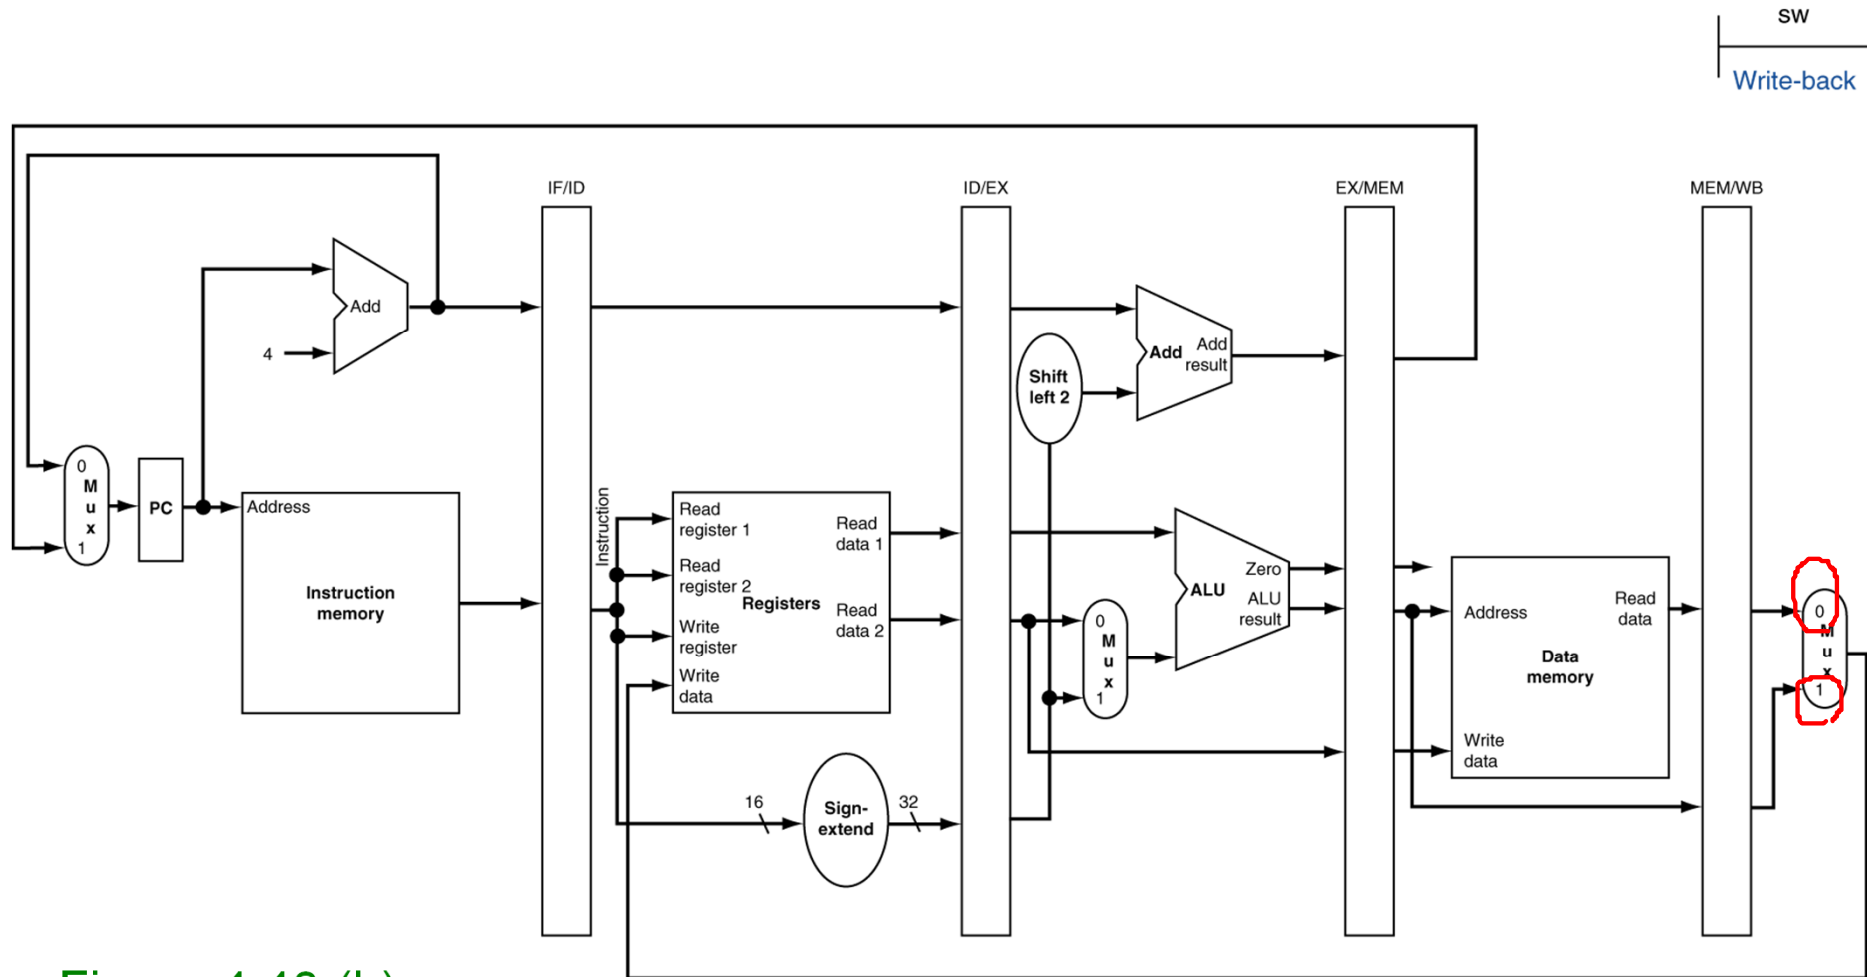 SW
Write-back
IF/ID
ID/EX
EX/MEM
MEM/WB
Add
4
Add
Add
result
Shift
left 2
0
M
u
x
1
PC
Address
Instruction
memory
Instruction
Read
register 1
Read
register 2
Write
register
Write
data
Registers
Read
data 1
Read
data 2
16
Sign-
extend
32
0
M
u
x
1
ALU
Zero
ALU
result
Address
Read
data
Data
memory
Write
data
0
M
u
x
1